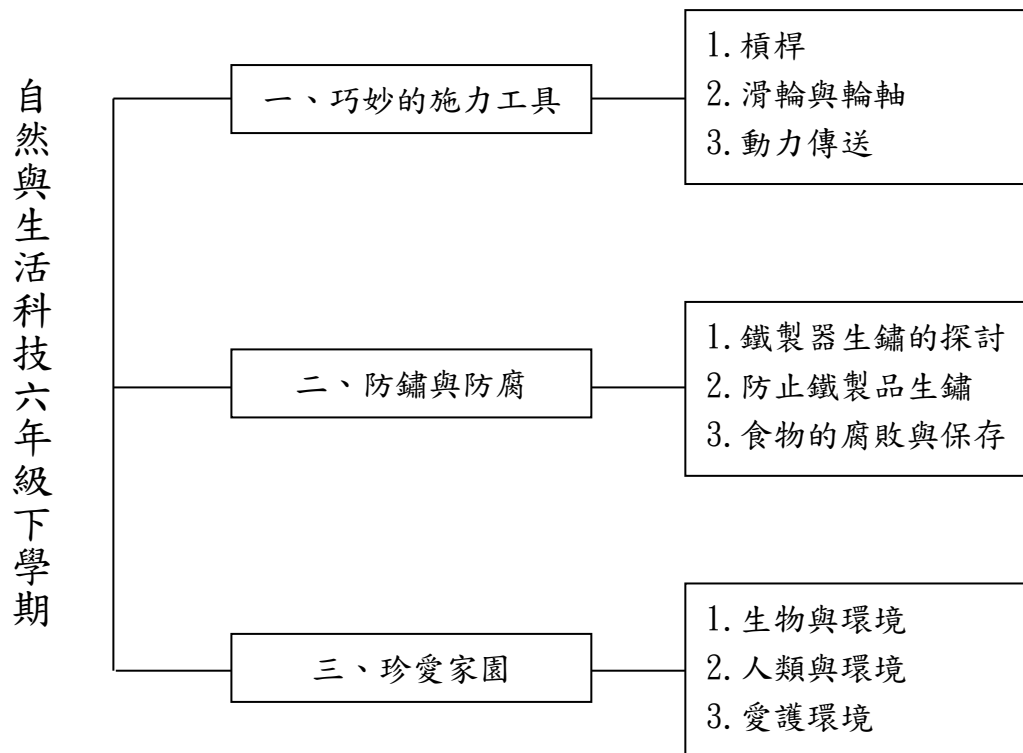 自然與生活科技六年級下學期
一、巧妙的施力工具
1.槓桿
2.滑輪與輪軸
3.動力傳送
二、防鏽與防腐
1.鐵製器生鏽的探討
2.防止鐵製品生鏽
3.食物的腐敗與保存
三、珍愛家園
1.生物與環境
2.人類與環境
3.愛護環境